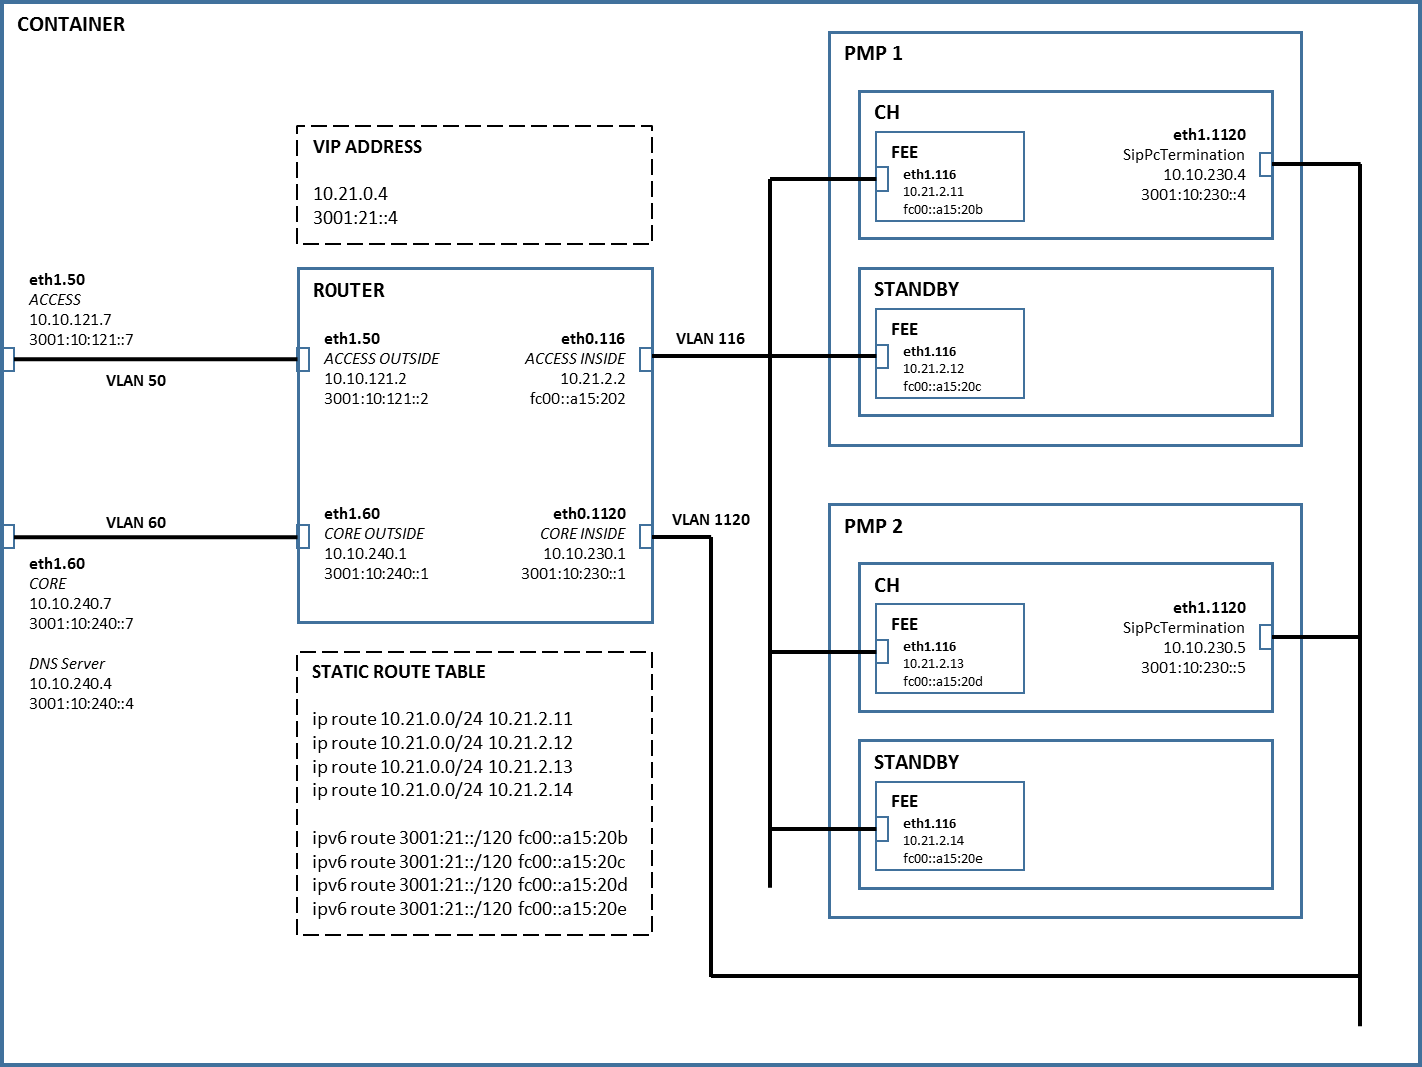 CONTAINER
VIP ADDRESS
10.21.0.4
3001:21::4
eth1.50
ACCESS
10.10.121.7
3001:10:121::7
VLAN 50
ROUTER
eth1.50
ACCESS OUTSIDE
10.10.121.2
3001:10:121::2
eth0.116
ACCESS INSIDE
10.21.2.2
fc00::a15:202
VLAN 116
VLAN 60
eth1.60
CORE
10.10.240.7
3001:10:240::7
DNS Server
10.10.240.4
3001:10:240::4
eth1.60
CORE OUTSIDE
10.10.240.1
3001:10:240::1
eth0.1120
CORE INSIDE
10.10.230.1
3001:10:230::1
VLAN 1120
STATIC ROUTE TABLE
ip route 10.21.0.0/24 10.21.2.11
ip route 10.21.0.0/24 10.21.2.12
ip route 10.21.0.0/24 10.21.2.13
ip route 10.21.0.0/24 10.21.2.14
ipv6 route 3001:21::/120 fc00::a15:20b
ipv6 route 3001:21::/120 fc00::a15:20c
ipv6 route 3001:21::/120 fc00::a15:20d
ipv6 route 3001:21::/120 fc00::a15:20e
PMP 1
CH
FEE
eth1.116
10.21.2.11
fc00::a15:20b
eth1.1120
SipPcTermination
10.10.230.4
3001:10:230::4
STANDBY
FEE
eth1.116
10.21.2.12
fc00::a15:20c
PMP 2
CH
FEE
eth1.116
10.21.2.13
fc00::a15:20d
eth1.1120
SipPcTermination
10.10.230.5
3001:10:230::5
STANDBY
FEE
eth1.116
10.21.2.14
fc00::a15:20e